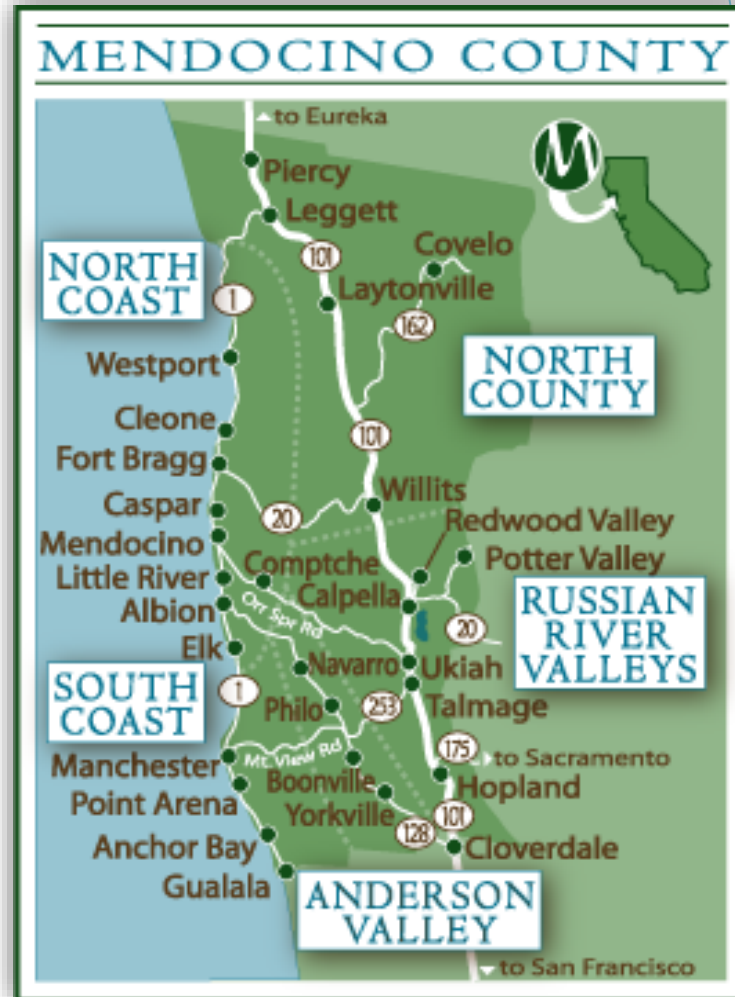 MENDOCINO COUNTY
to Eureka
M
Piercy
Leggett
101
Covelo
NORTH
COAST
1
Laytonville
162
Westport
NORTH
COUNTY
Cleone
101
Fort Bragg
Willits
Caspar
20
Redwood Valley
Mendocino
Comptche
Potter Valley
Little River
Calpella
Albion
Orr Spr Rd
20
RUSSIAN
RIVER
VALLEYS
Elk
Navarro
Ukiah
SOUTH
COAST
1
Philo
253
Talmage
Manchester
Mt. View Rd
175
to Sacramento
Point Arena
Boonville
Hopland
Yorkville
101
Anchor Bay
128
Cloverdale
Gualala
ANDERSON
VALLEY
to San Francisco